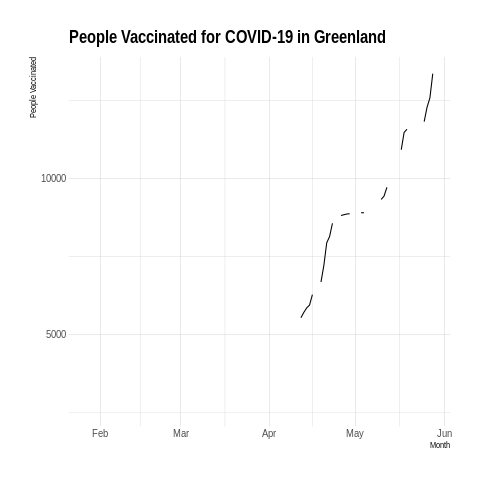 People Vaccinated for COVID-19 in Greenland
People Vaccinated
10000
5000
Feb Mar Apr May Jun
Month